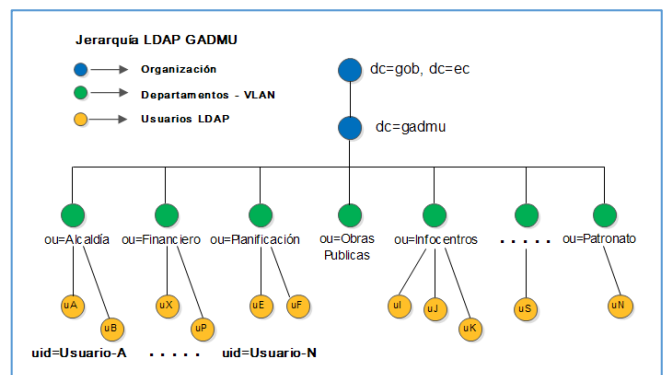 Jerarquía LDAP GADMU
Organización
Departamentos - VLAN
Usuarios LDAP
dc=gob, dc=ec
dc=gadmu
ou=Alcaldía
ou=Financiero
ou=Planificación
ou=Obras
Publicas
ou=Infocentros
. . . . .
ou=Patronato
uA
uB
uX
uP
uE
uF
uI
uJ
uK
uS
uN
uid=Usuario-A . . . . . uid=Usuario-N